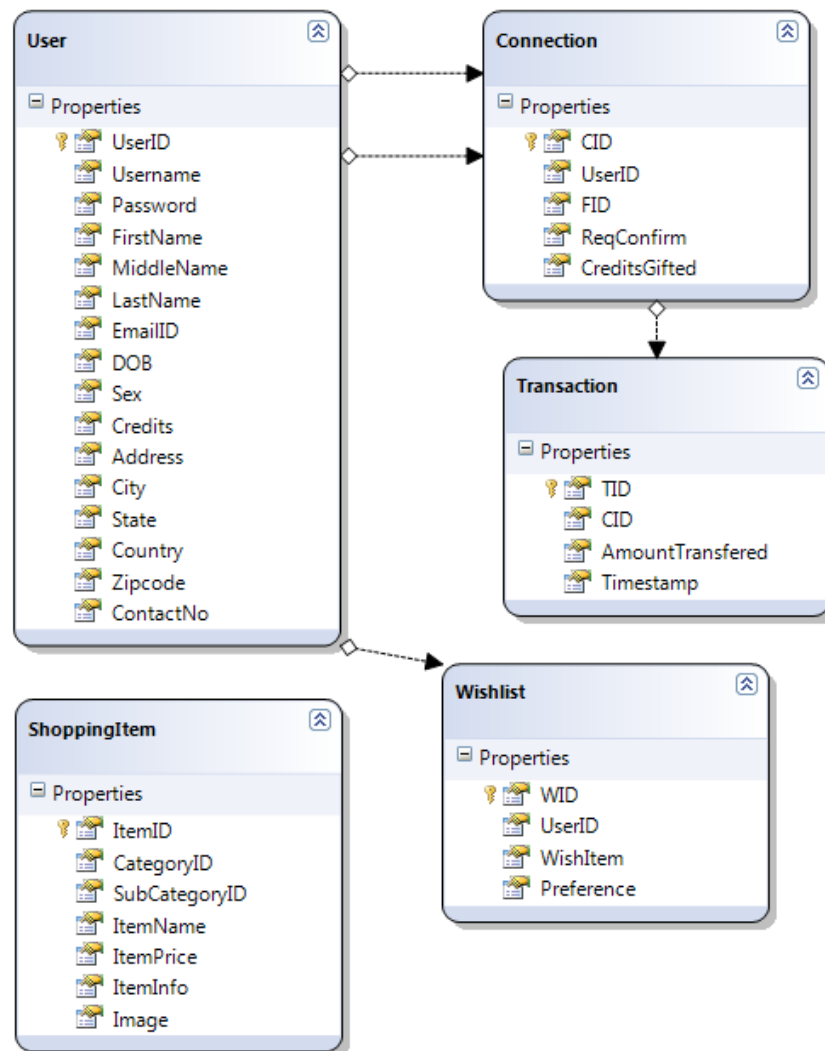 User
Properties
UserID
Username
Password
FirstName
MiddleName
LastName
EmailID
DOB
Sex
Credits
Address
City
State
Country
Zipcode
ContactNo
Connection
Properties
CID
UserID
FID
ReqConfirm
CreditsGifted
Transaction
Properties
TID
CID
AmountTransfered
Timestamp
Wishlist
Properties
WID
UserID
WishItem
Preference
ShoppingItem
Properties
ItemID
CategoryID
SubCategoryID
ItemName
ItemPrice
ItemInfo
Image